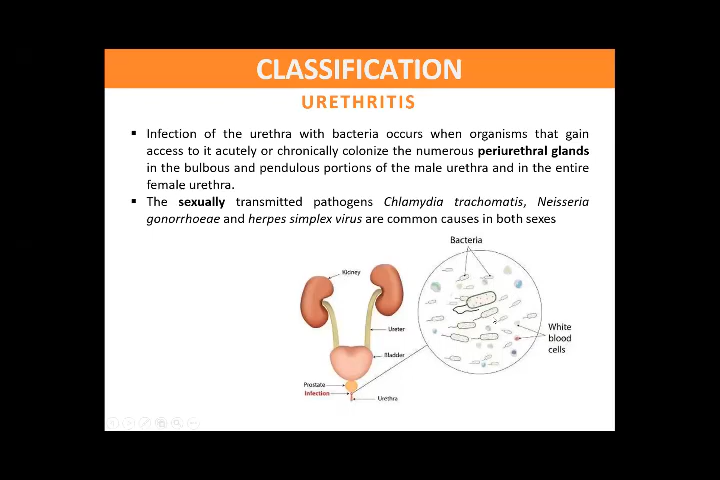 CLASSIFICATION
URETHRITIS
▪ Infection of the urethra with bacteria occurs when organisms that gain
access to it acutely or chronically colonize the numerous periurethral glands
in the bulbous and pendulous portions of the male urethra and in the entire
female urethra.
▪ The sexually transmitted pathogens Chlamydia trachomatis, Neisseria
gonorrhoeae and herpes simplex virus are common causes in both sexes
Bacteria
Kidney
Ureter
White
blood
cells
Bladder
Prostate
Infection
Urethra